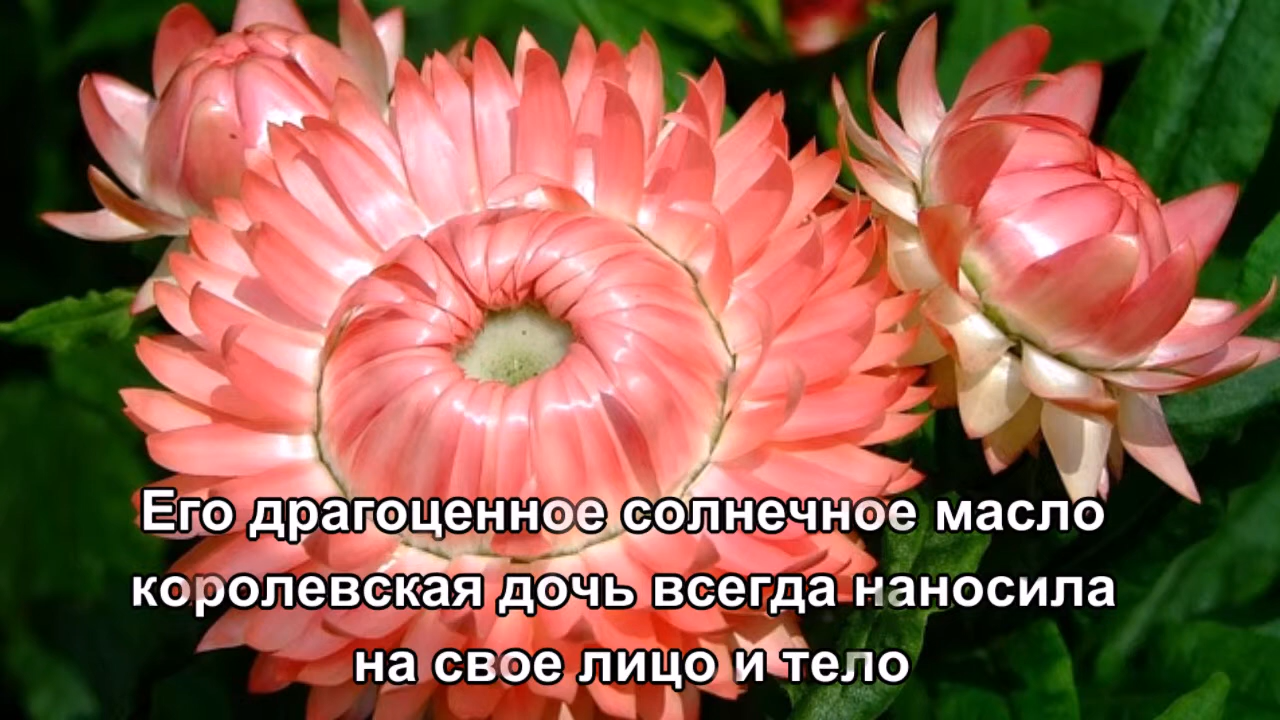 Его драгоценное солнечное масло
королевская дочь всегда наносила
на свое лицо и тело